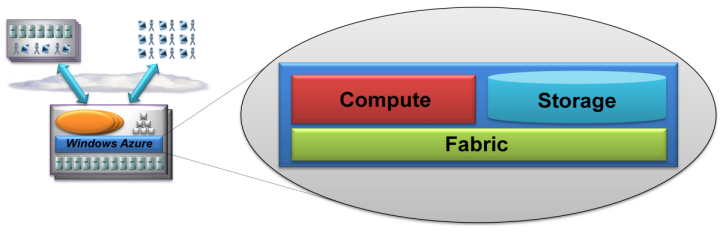 Windows Azure
Compute
Storage
Fabric